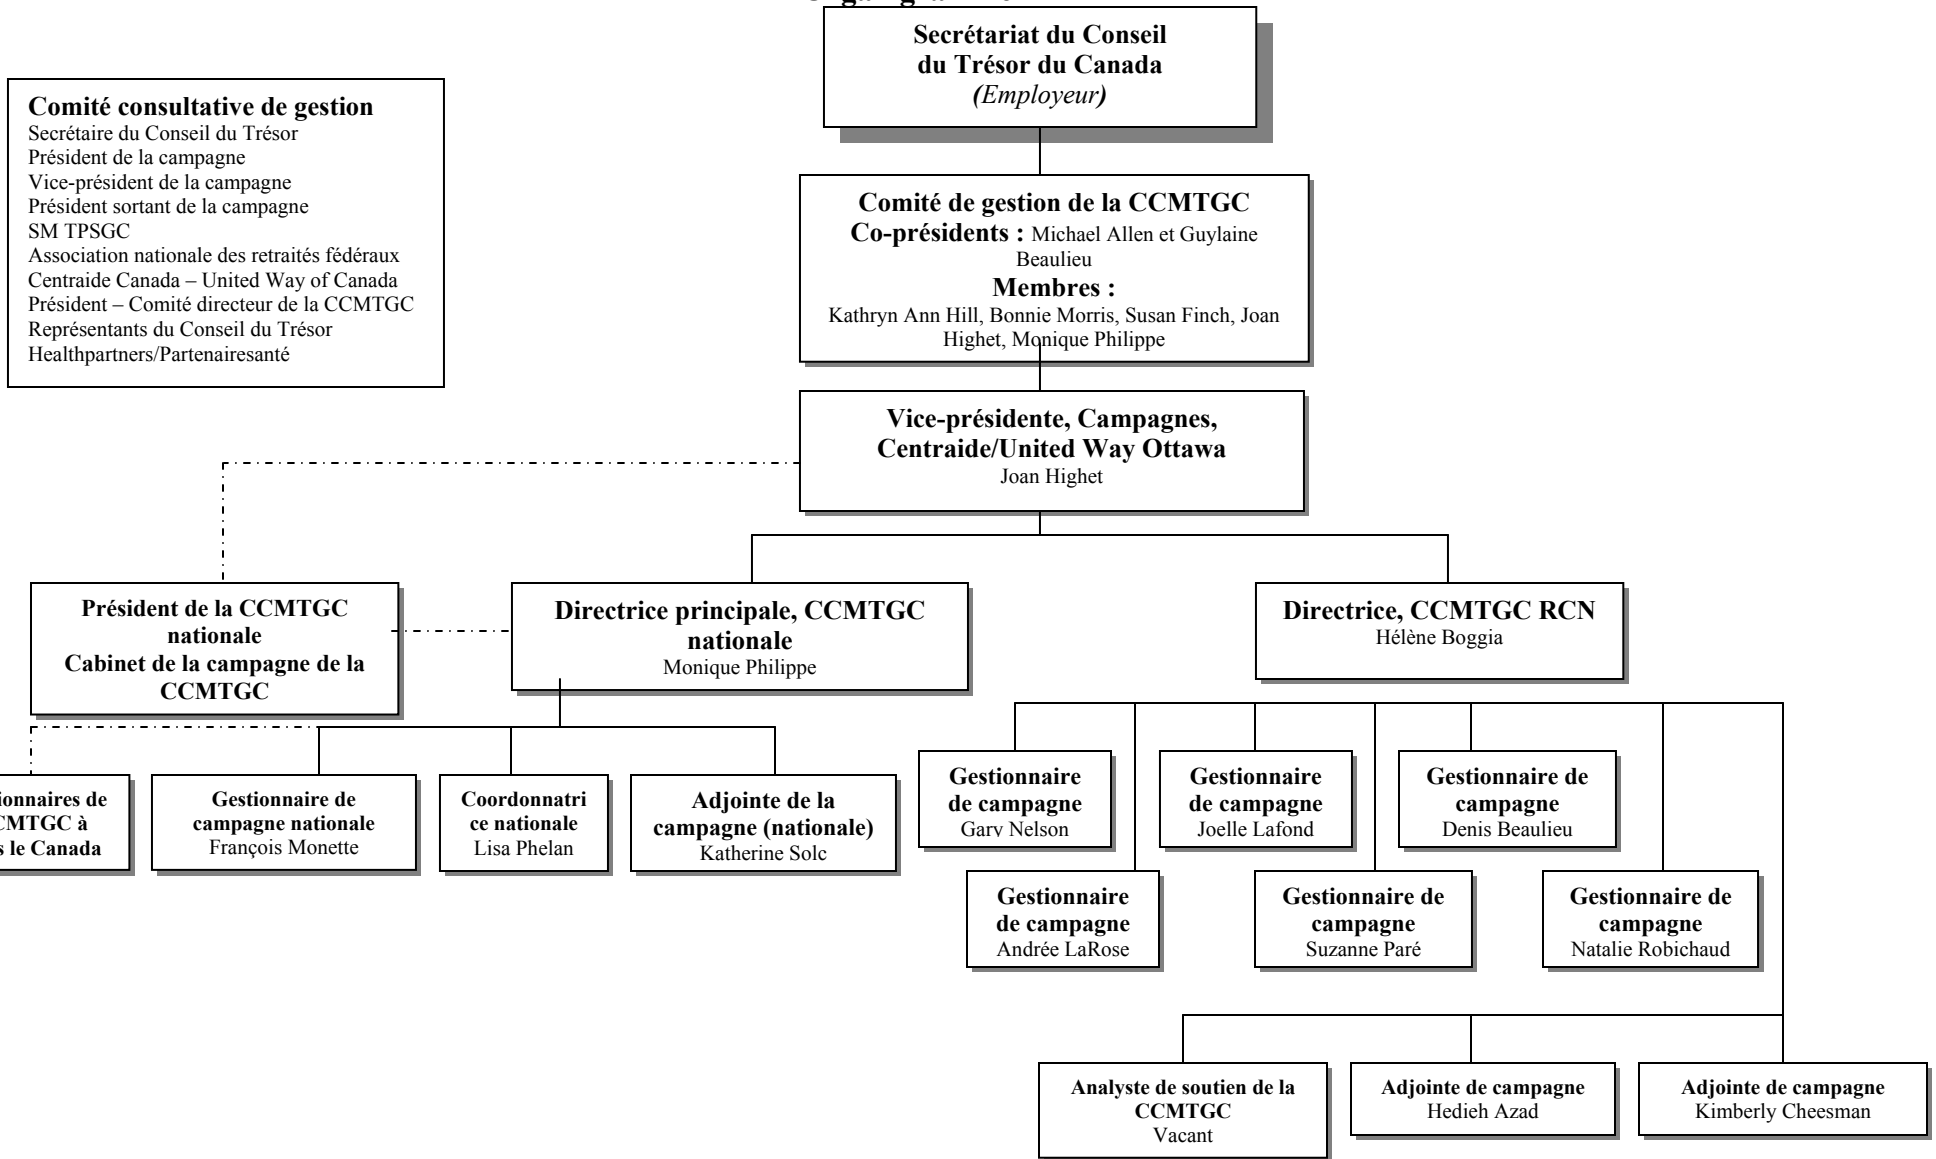 Secrétariat du Conseil
du Trésor du Canada
(Employeur)
Comité consultative de gestion
Secrétaire du Conseil du Trésor
Président de la campagne
Vice-président de la campagne
Président sortant de la campagne
SM TPSGC
Association nationale des retraités fédéraux
Centraide Canada – United Way of Canada
Président – Comité directeur de la CCMTGC
Représentants du Conseil du Trésor
Healthpartners/Partenairesanté
Comité de gestion de la CCMTGC
Co-présidents : Michael Allen et Guylaine
Beaulieu
Membres :
Kathryn Ann Hill, Bonnie Morris, Susan Finch, Joan
Highet, Monique Philippe
Vice-présidente, Campagnes,
Centraide/United Way Ottawa
Joan Highet
Président de la CCMTGC
nationale
Cabinet de la campagne de la
CCMTGC
Directrice principale, CCMTGC
nationale
Monique Philippe
Directrice, CCMTGC RCN
Hélène Boggia
ionnaires de
CMTGC à
s le Canada
Gestionnaire de
campagne nationale
François Monette
Coordonnatri
ce nationale
Lisa Phelan
Adjointe de la
campagne (nationale)
Katherine Solc
Gestionnaire
de campagne
Gary Nelson
Gestionnaire
de campagne
Joelle Lafond
Gestionnaire de
campagne
Denis Beaulieu
Gestionnaire
de campagne
Andrée LaRose
Gestionnaire de
campagne
Suzanne Paré
Gestionnaire de
campagne
Natalie Robichaud
Analyste de soutien de la
CCMTGC
Vacant
Adjointe de campagne
Hedieh Azad
Adjointe de campagne
Kimberly Cheesman